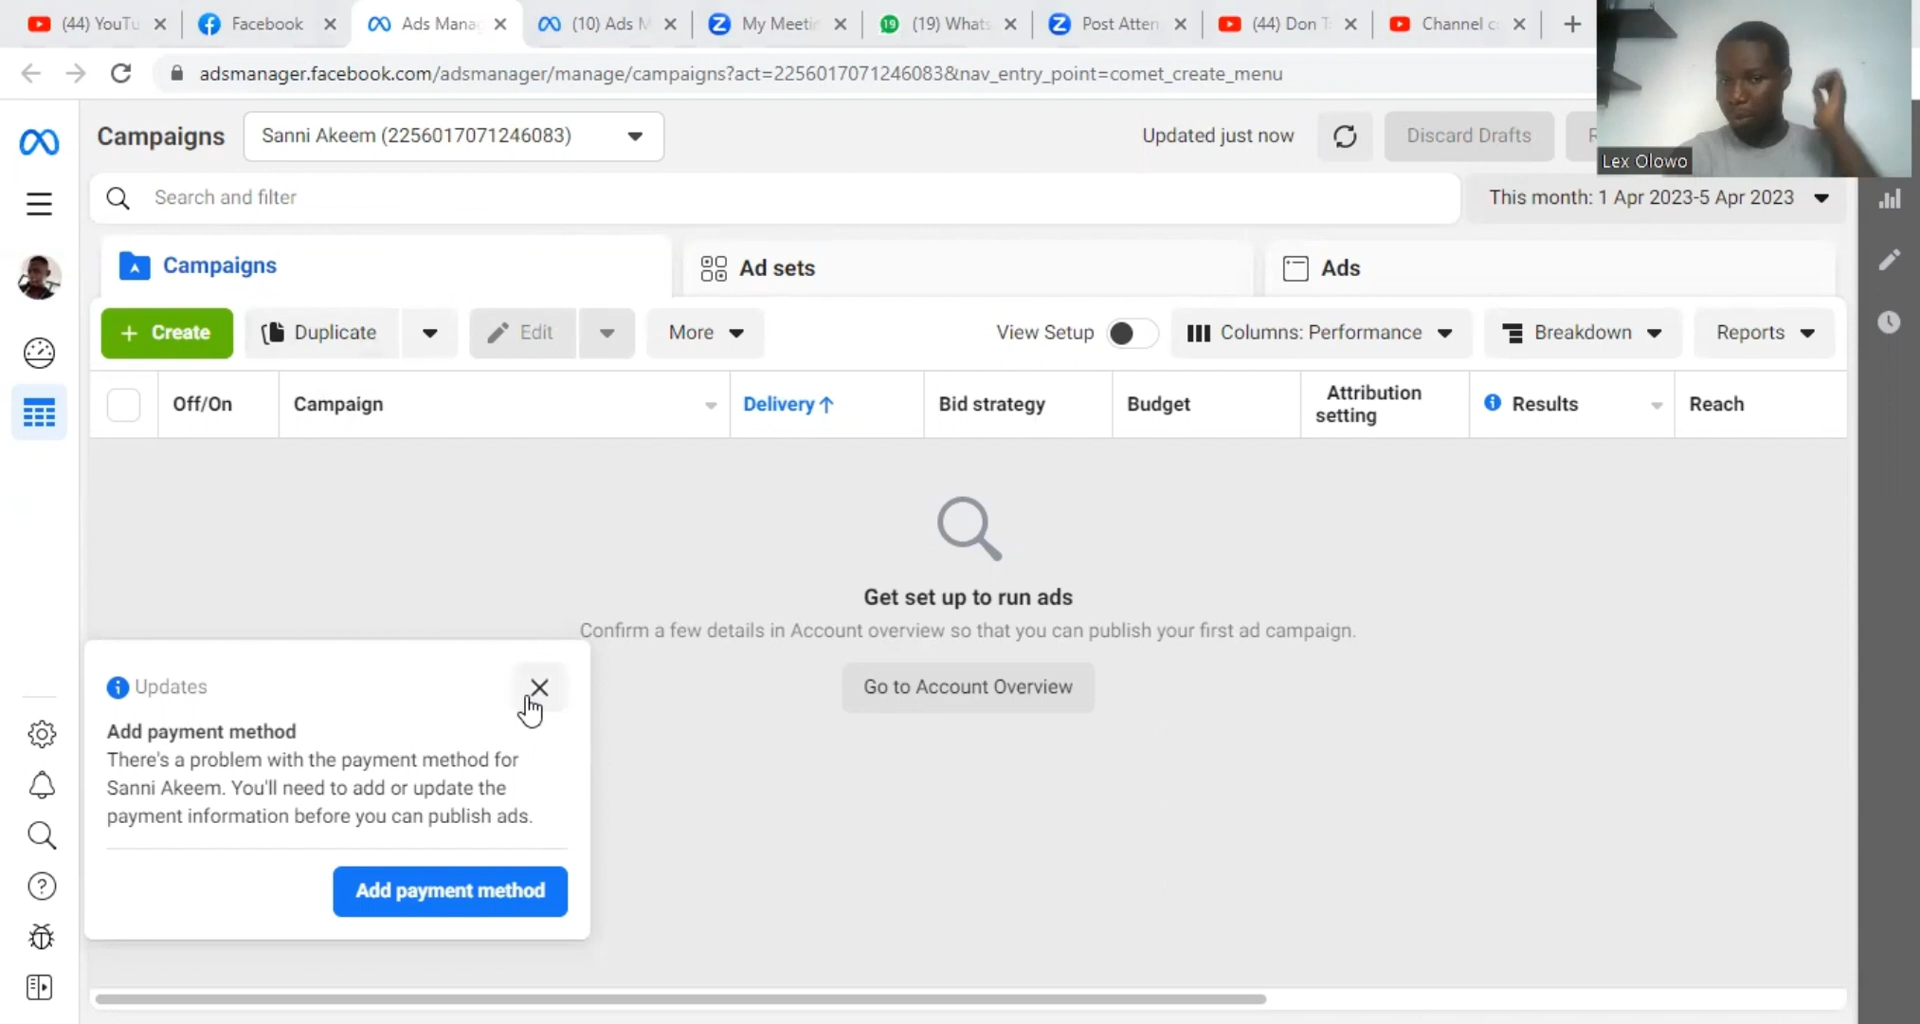 (44) YouTu
Facebook
Ads Manag
(10) Ads M
My Meetin
19
(19) Whats
Post Atten
(44) Don T
Channel c
adsmanager.facebook.com/adsmanager/manage/campaigns?act=2256017071246083&nav_entry_point=comet_create_menu
Lex Olowo
Campaigns
Sanni Akeem (2256017071246083)
Updated just now
Discard Drafts
R
Search and filter
This month: 1 Apr 2023-5 Apr 2023
Campaigns
Ad sets
Ads
+ Create
Duplicate
Edit
More
View Setup
Columns: Performance
Breakdown
Reports
Off/On
Campaign
Delivery ↑
Bid strategy
Budget
Attribution
setting
Results
Reach
Get set up to run ads
Confirm a few details in Account overview so that you can publish your first ad campaign.
Go to Account Overview
Updates
Add payment method
There's a problem with the payment method for
Sanni Akeem. You'll need to add or update the
payment information before you can publish ads.
Add payment method